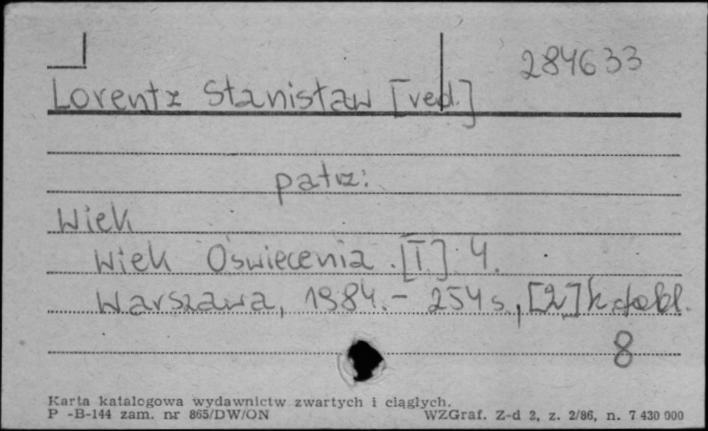 284633
Lorentz Stanisław [red.]
patrz:
Wiek
Wiek Oświecenia. [T.] 4.
Warszawa, 1984. - 254 s., [2] k. tabl.
8
Karta katalogowa wydawnictw zwartych i ciągłych.
P -B-144 zam. nr 865/DW/ON WZGraf. Z-d 2, z. 2/86, n. 7 430 000